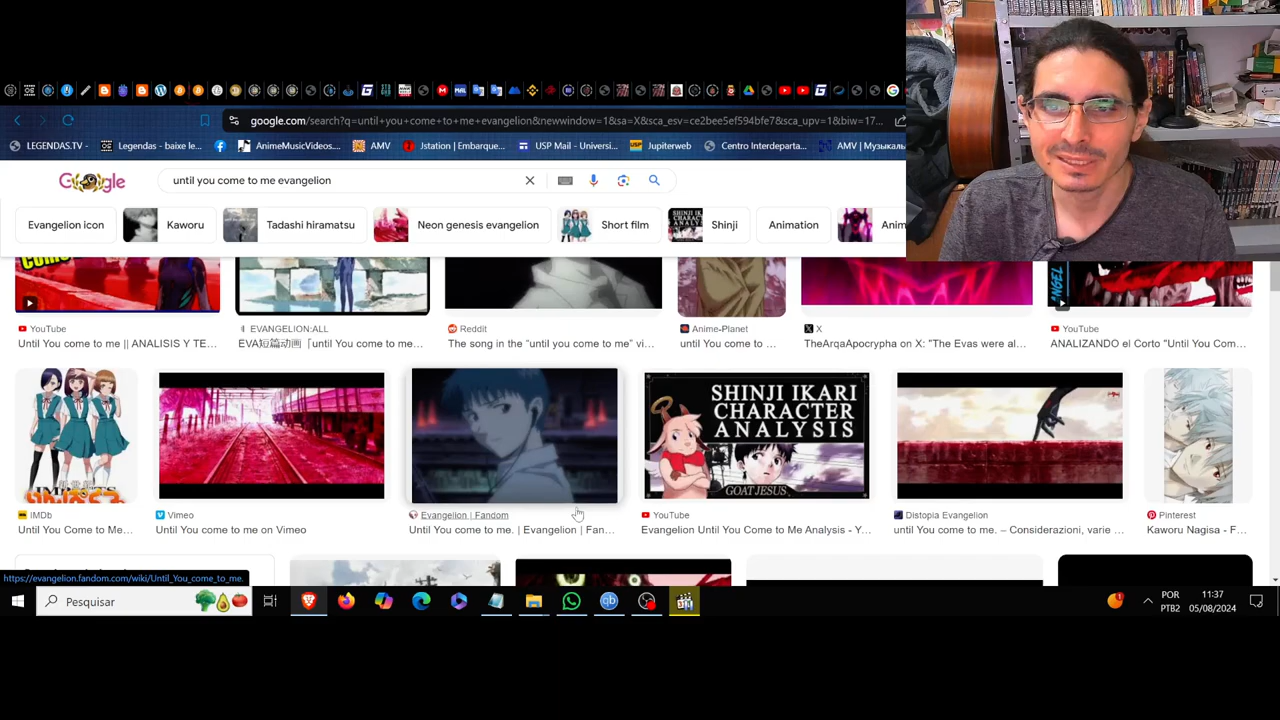 google.com/search?q=until+you+come+to+me+evangelion&newwindow=1&sa=X&sca_esv=ce2bee5ef594bfe7&sca_upv=1&biw=17...
LEGENDAS.TV -
Legendas - baixe le...
AnimeMusicVideos....
AMV
Jstation | Embarque...
USP Mail - Universi...
Jupiterweb
Centro Interdeparta...
AMV | Музыкаль
Google
until you come to me evangelion
Evangelion icon
Kaworu
Tadashi hiramatsu
Neon genesis evangelion
Short film
Shinji
Animation
Anim
YouTube
Until You come to me || ANALISIS Y TE...
EVANGELION:ALL
EVA短篇动画「until You come to me...
Reddit
The song in the "until you come to me" vi...
Anime-Planet
until You come to ...
X
TheArqaApocrypha on X: "The Evas were al...
ANGEL
YouTube
ANALIZANDO el Corto "Until You Com...
SHINJI IKARI
CHARACTER
ANALYSIS
GOAT JESUS
IMDb
Until You Come to Me...
Vimeo
Until You come to me on Vimeo
Evangelion | Fandom
Until You come to me. | Evangelion | Fan...
YouTube
Evangelion Until You Come to Me Analysis - Y...
Distopia Evangelion
until You come to me. – Considerazioni, varie ...
Pinterest
Kaworu Nagisa - F...
https://evangelion.fandom.com/wiki/Until_You_come_to_me.
Pesquisar
POR
PTB2
11:37
05/08/2024